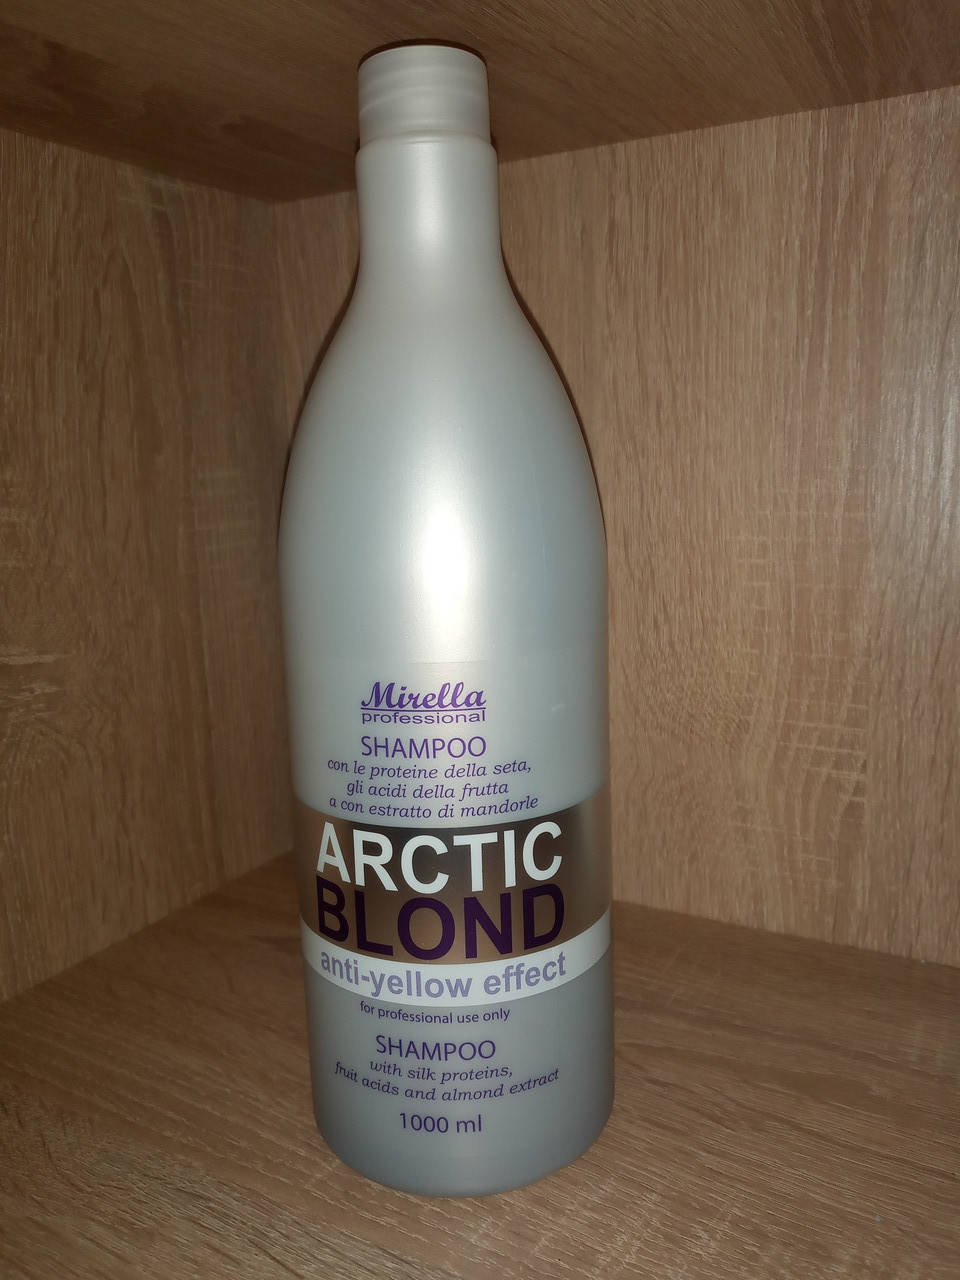 Mirella
professional
SHAMPOO
con le proteine della seta,
gli acidi della frutta
a con estratto di mandorle
ARCTIC
BLOND
anti-yellow effect
for professional use only
SHAMPOO
with silk proteins,
fruit acids and almond extract
1000 ml